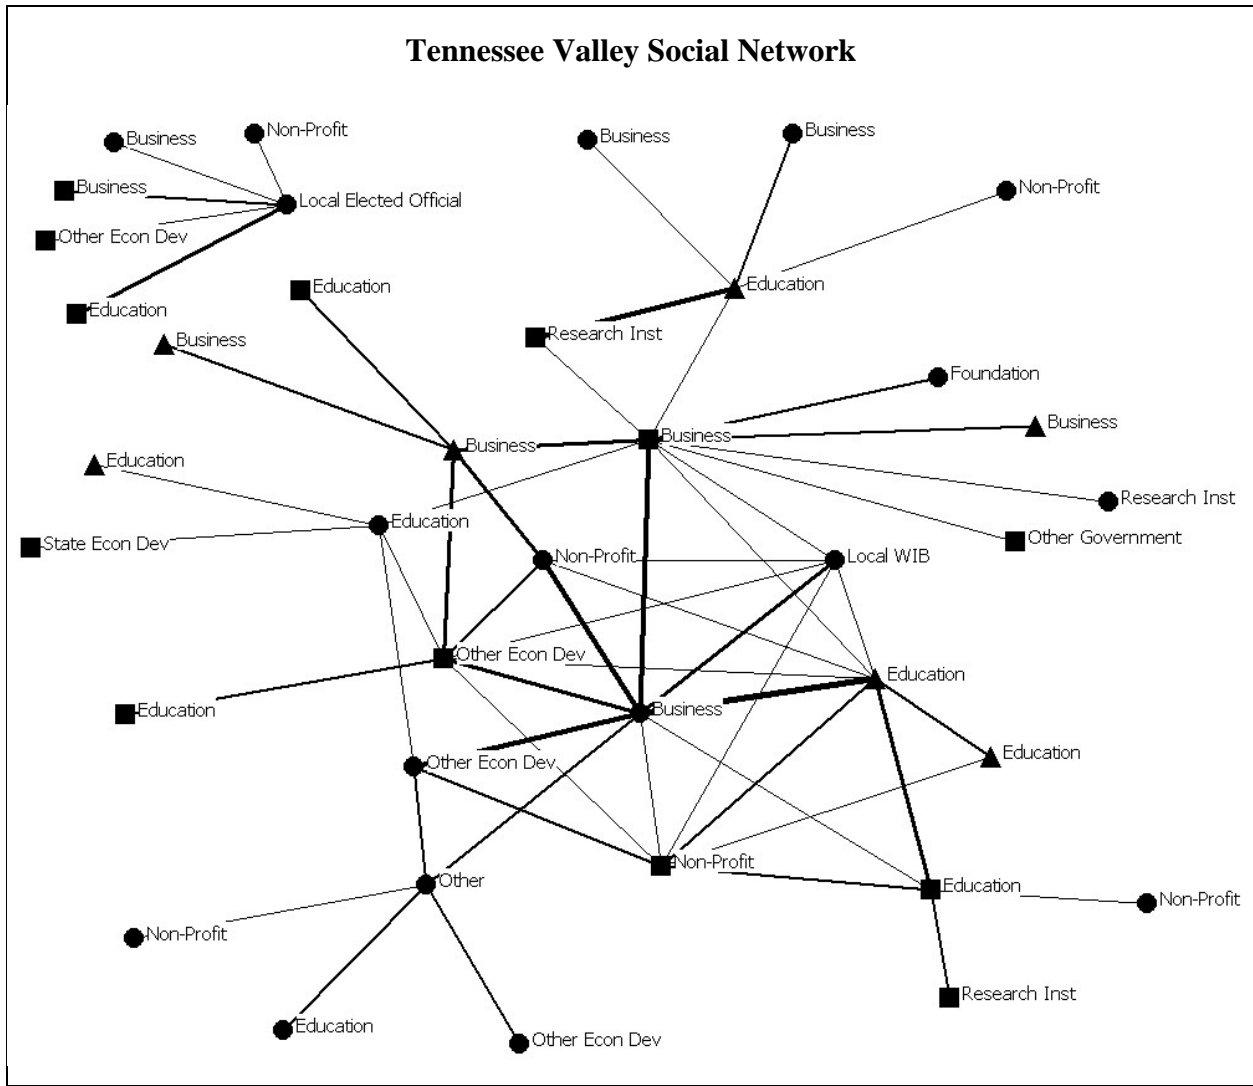 Tennessee Valley Social Network
Business
Non-Profit
Business
Business
Business
Non-Profit
Local Elected Official
Other Econ Dev
Education
Education
Education
Business
Research Inst
Foundation
Business
Business
Business
Education
Research Inst
Education
State Econ Dev
Other Government
Non-Profit
Local WIB
Other Econ Dev
Education
Education
Business
Other Econ Dev
Education
Non-Profit
Other
Education
Non-Profit
Non-Profit
Research Inst
Education
Other Econ Dev